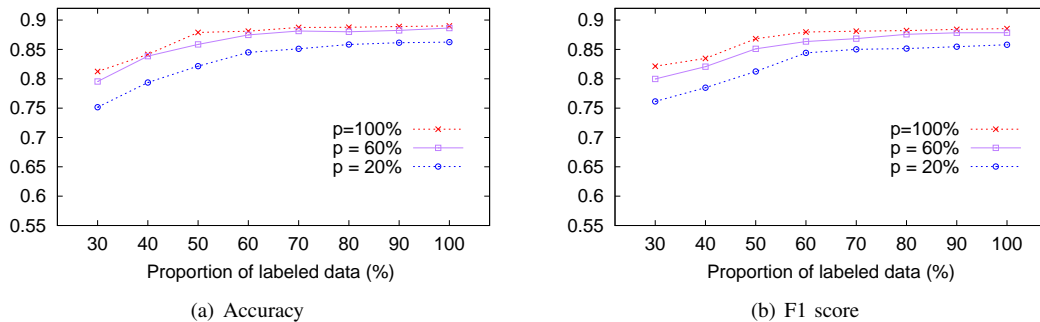 0.9
0.85
0.8
0.75
0.7
0.65
0.6
0.55
p=100%
p = 60%
p = 20%
30 40 50 60 70 80 90 100
Proportion of labeled data (%)
(a) Accuracy
0.9
0.85
0.8
0.75
0.7
0.65
0.6
0.55
p=100%
p = 60%
p = 20%
30 40 50 60 70 80 90 100
Proportion of labeled data (%)
(b) F1 score